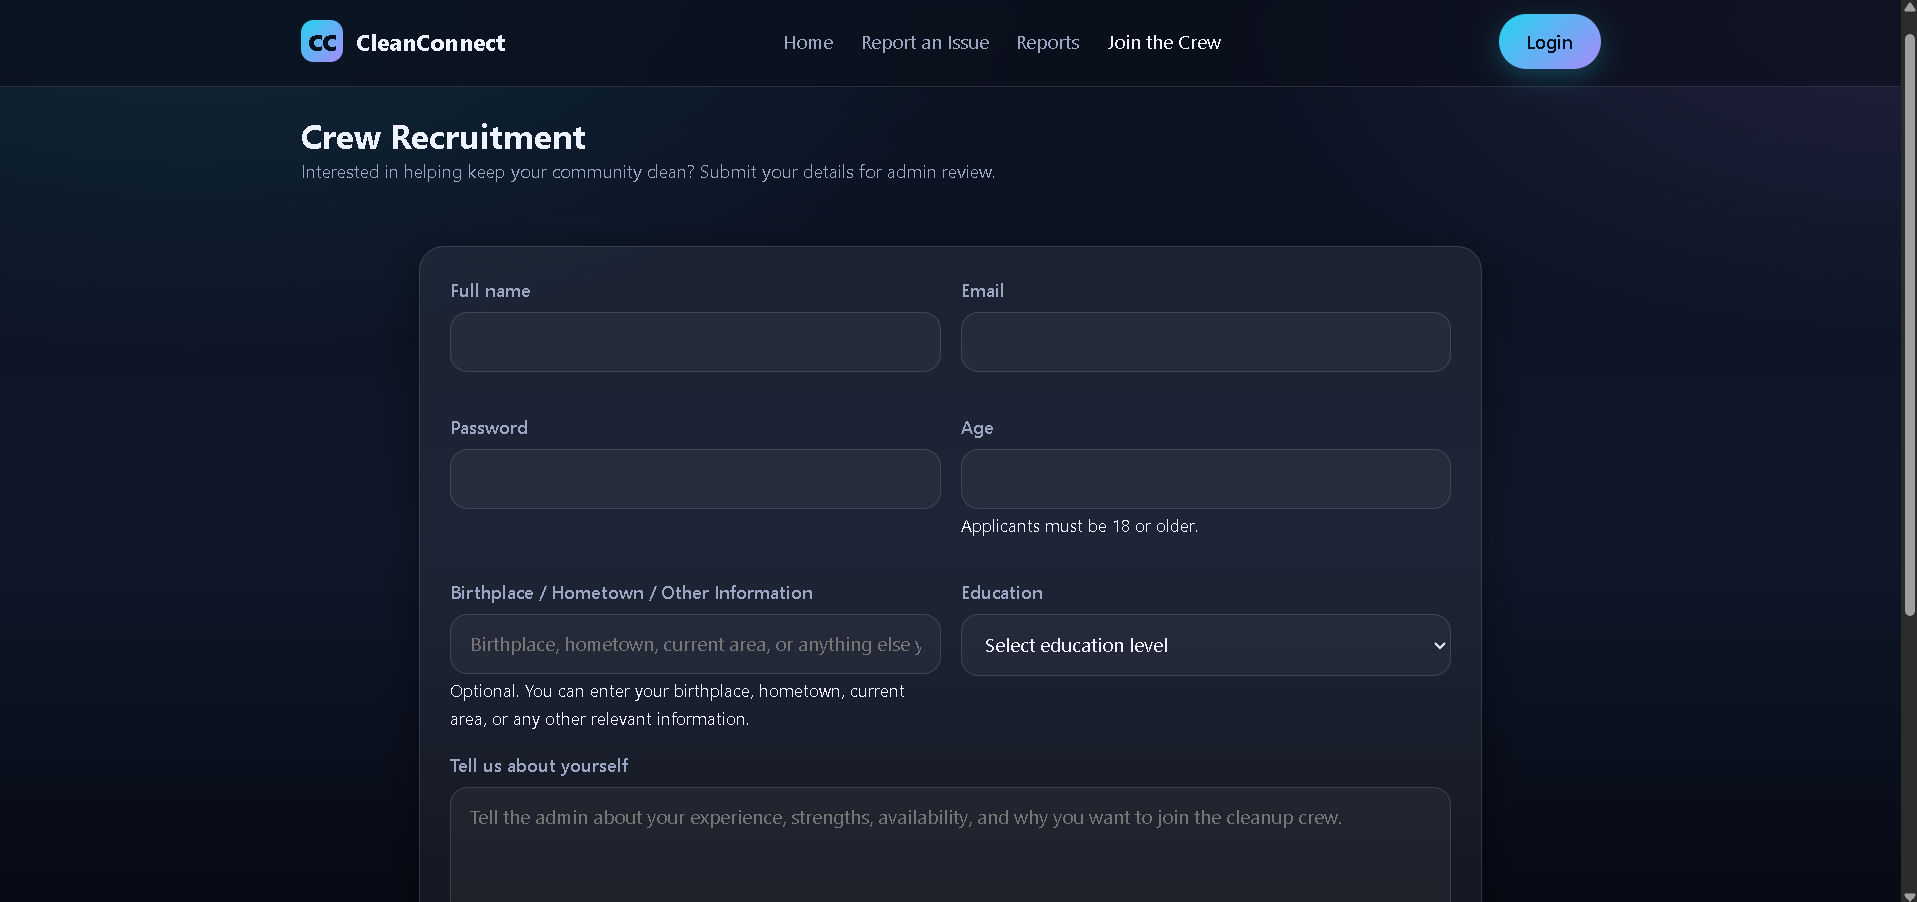 CC CleanConnect
Home Report an Issue Reports Join the Crew
Login
Crew Recruitment
Interested in helping keep your community clean? Submit your details for admin review.
Full name
Email
Password
Age
Applicants must be 18 or older.
Birthplace / Hometown / Other Information
Birthplace, hometown, current area, or anything else y
Optional. You can enter your birthplace, hometown, current
area, or any other relevant information.
Education
Select education level
Tell us about yourself
Tell the admin about your experience, strengths, availability, and why you want to join the cleanup crew.